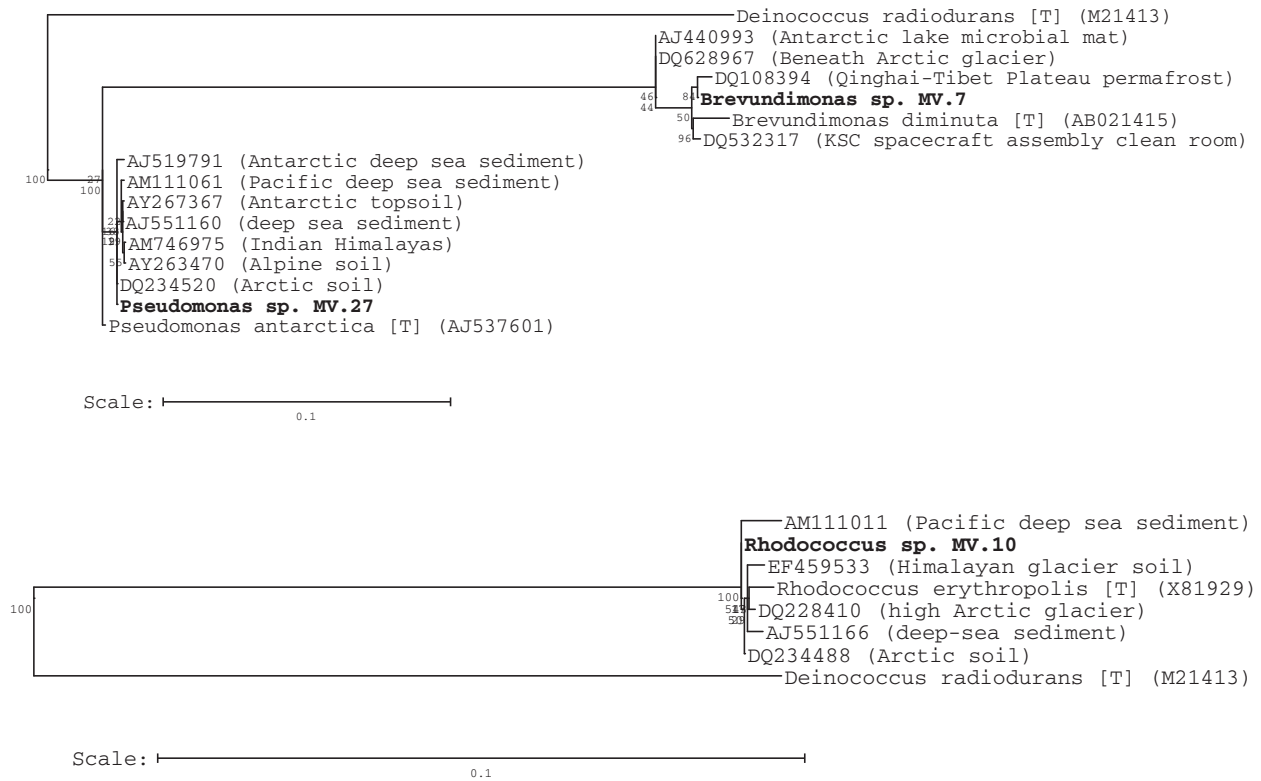 Deinococcus radiodurans [T] (M21413)
AJ440993 (Antarctic lake microbial mat)
DQ628967 (Beneath Arctic glacier)
DQ108394 (Qinghai-Tibet Plateau permafrost)
46
84
Brevundimonas sp. MV.7
44
50
Brevundimonas diminuta [T] (AB021415)
96
DQ532317 (KSC spacecraft assembly clean room)
AJ519791 (Antarctic deep sea sediment)
100
27
AM111061 (Pacific deep sea sediment)
100
AY267367 (Antarctic topsoil)
AJ551160 (deep sea sediment)
AM746975 (Indian Himalayas)
AY263470 (Alpine soil)
DQ234520 (Arctic soil)
Pseudomonas sp. MV.27
Pseudomonas antarctica [T] (AJ537601)
Scale:
0.1
AM111011 (Pacific deep sea sediment)
Rhodococcus sp. MV.10
EF459533 (Himalayan glacier soil)
Rhodococcus erythropolis [T] (X81929)
100
100
DQ228410 (high Arctic glacier)
AJ551166 (deep-sea sediment)
DQ234488 (Arctic soil)
Deinococcus radiodurans [T] (M21413)
Scale:
0.1